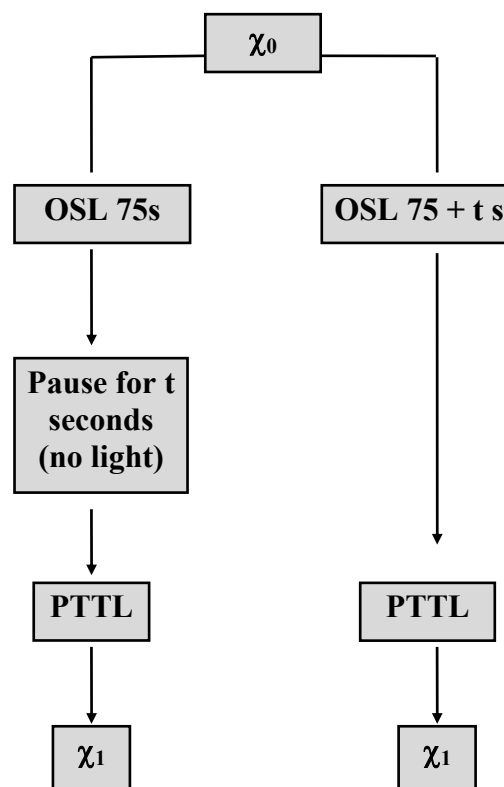 χ0
OSL 75s
OSL 75 + t s
Pause for t
seconds
(no light)
PTTL
PTTL
χ1
χ1